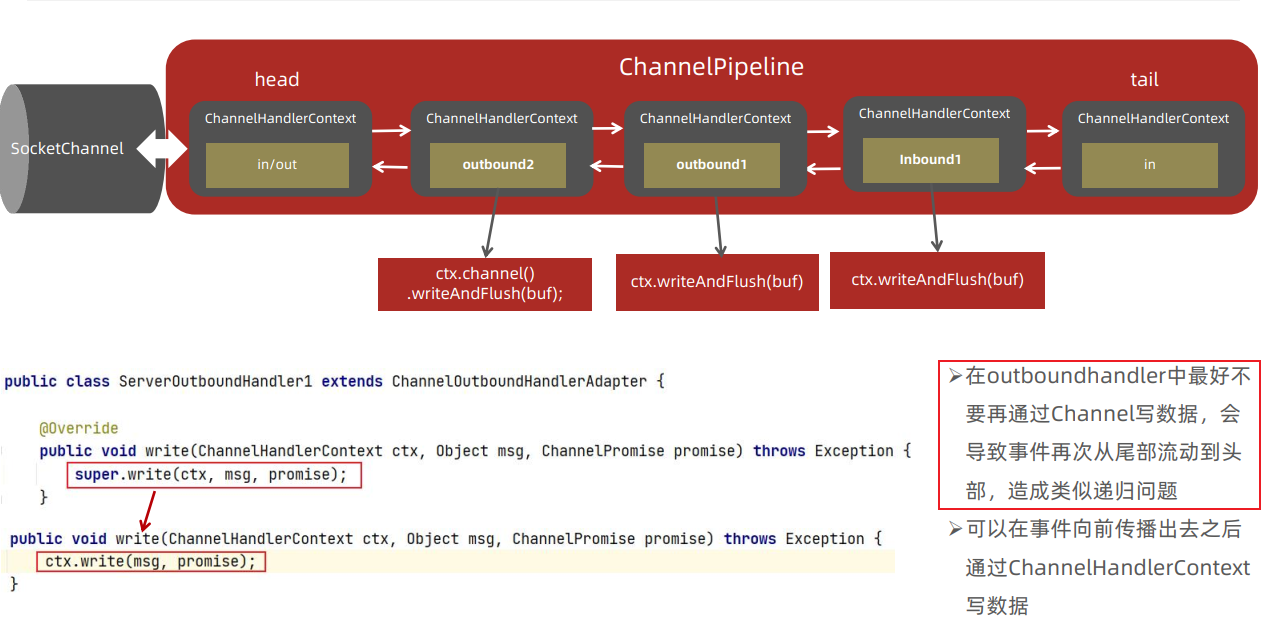 ChannelPipeline
head
tail
SocketChannel
ChannelHandlerContext
in/out
ChannelHandlerContext
outbound2
ChannelHandlerContext
outbound1
ChannelHandlerContext
Inbound1
ChannelHandlerContext
in
ctx.channel()
.writeAndFlush(buf);
ctx.writeAndFlush(buf)
ctx.writeAndFlush(buf)
public class ServerOutboundHandler1 extends ChannelOutboundHandlerAdapter {
@Override
public void write(ChannelHandlerContext ctx, Object msg, ChannelPromise promise) throws Exception {
super.write(ctx, msg, promise);
}
public void write(ChannelHandlerContext ctx, Object msg, ChannelPromise promise) throws Exception {
ctx.write(msg, promise);
}
➢在outboundhandler中最好不
要再通过Channel写数据，会
导致事件再次从尾部流动到头
部，造成类似递归问题
➢可以在事件向前传播出去之后
通过ChannelHandlerContext
写数据